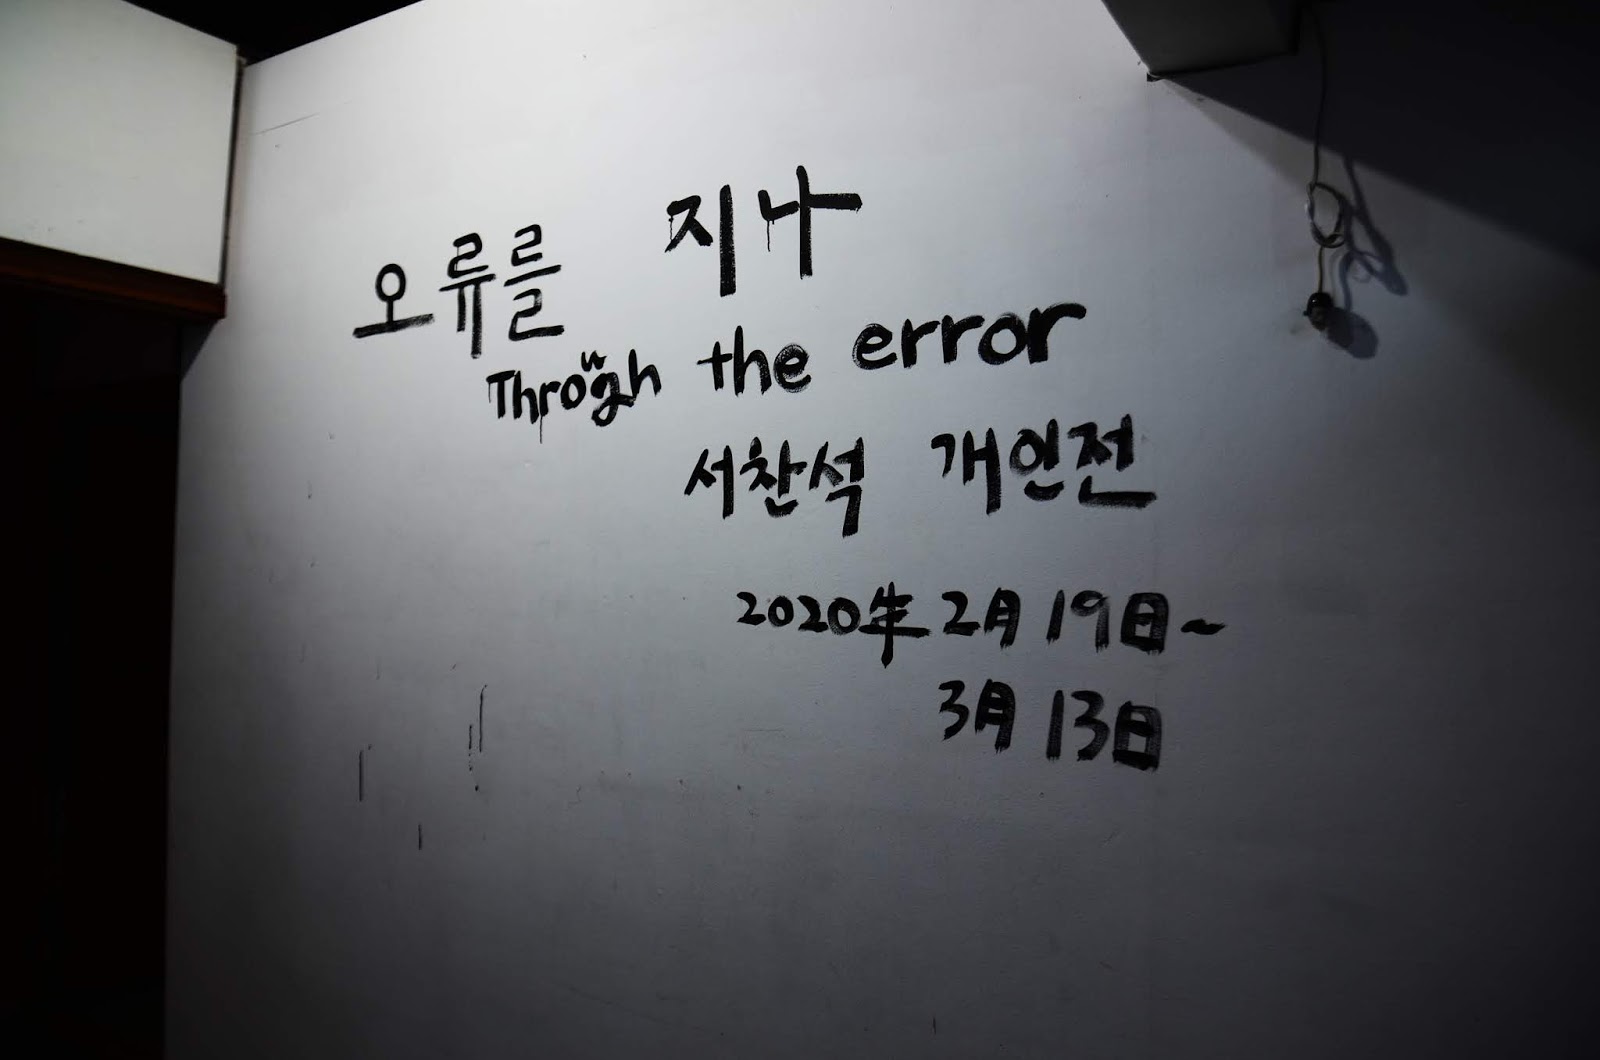 오류를 지나
Through the error
서찬석 개인전
2020年 2月 19日~
3月 13日